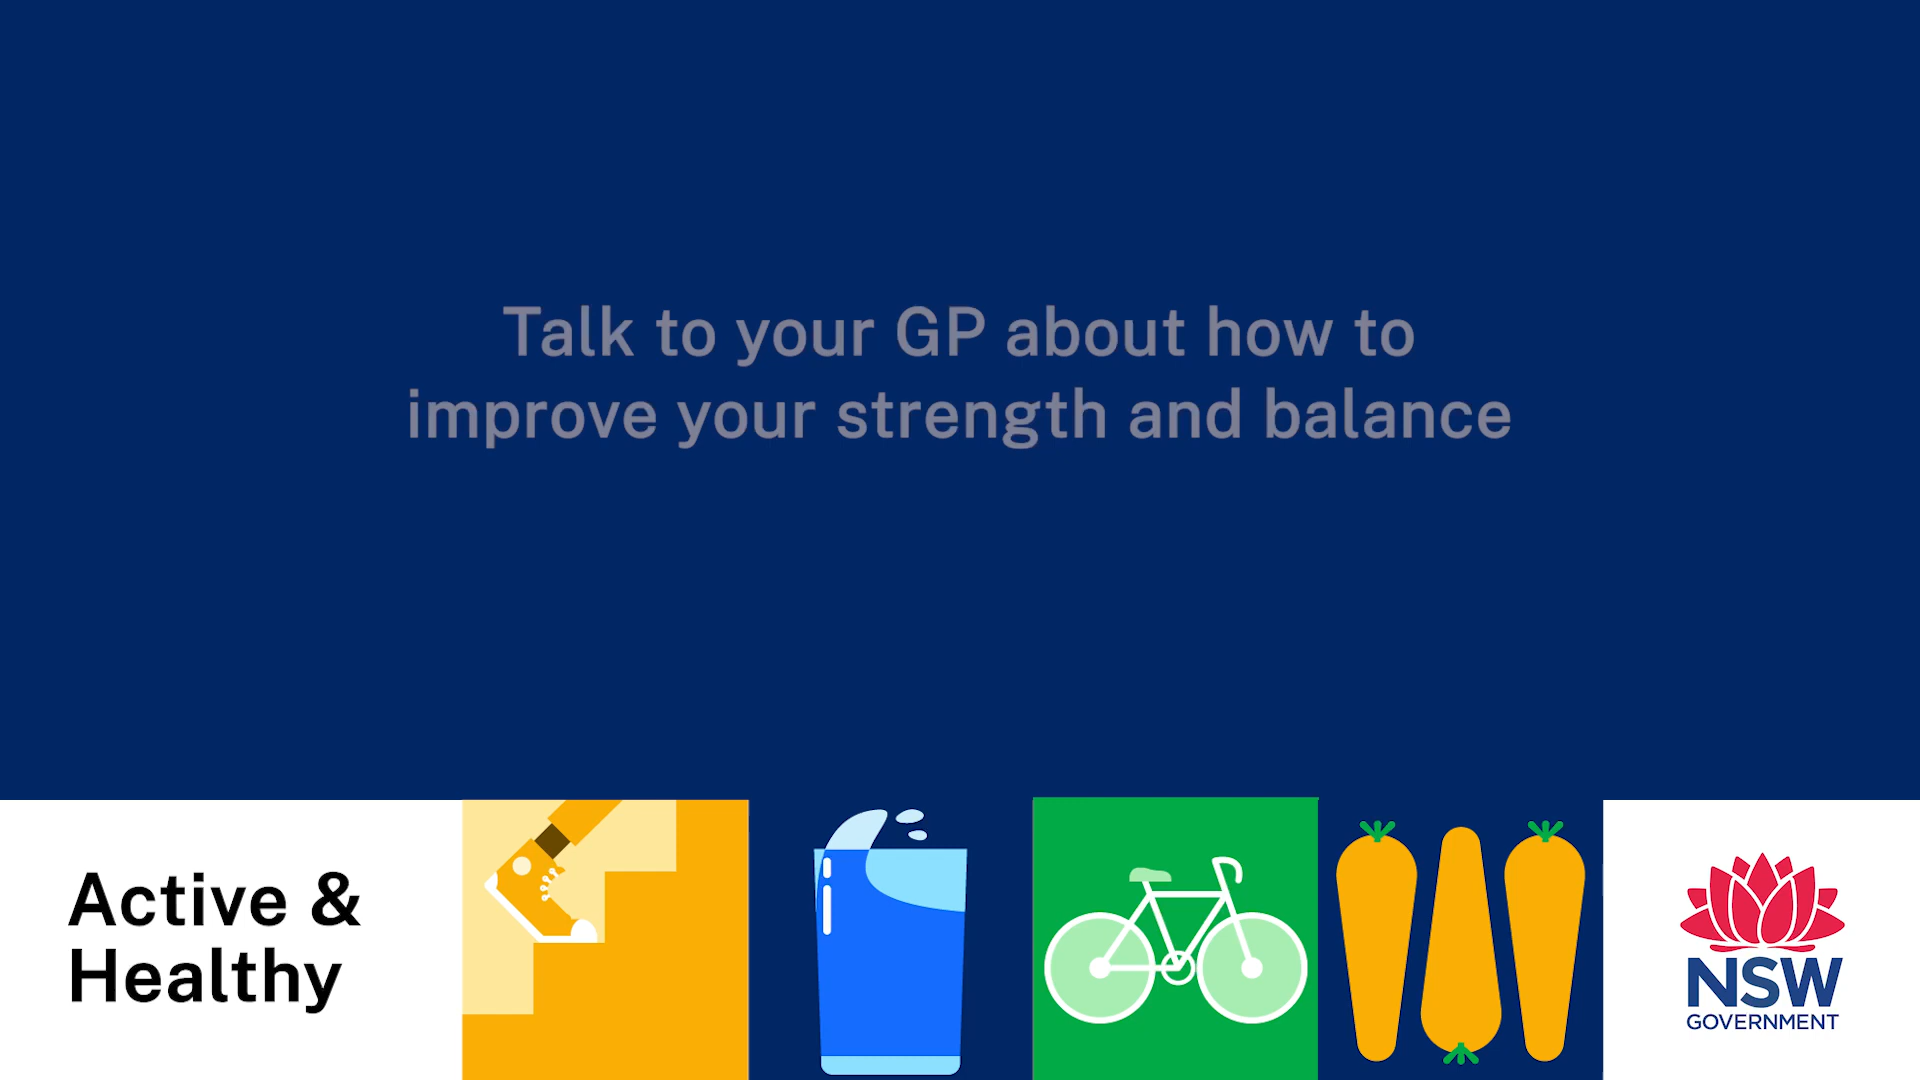 Talk to your GP about how to
improve your strength and balance
Active &
Healthy
NSW
GOVERNMENT